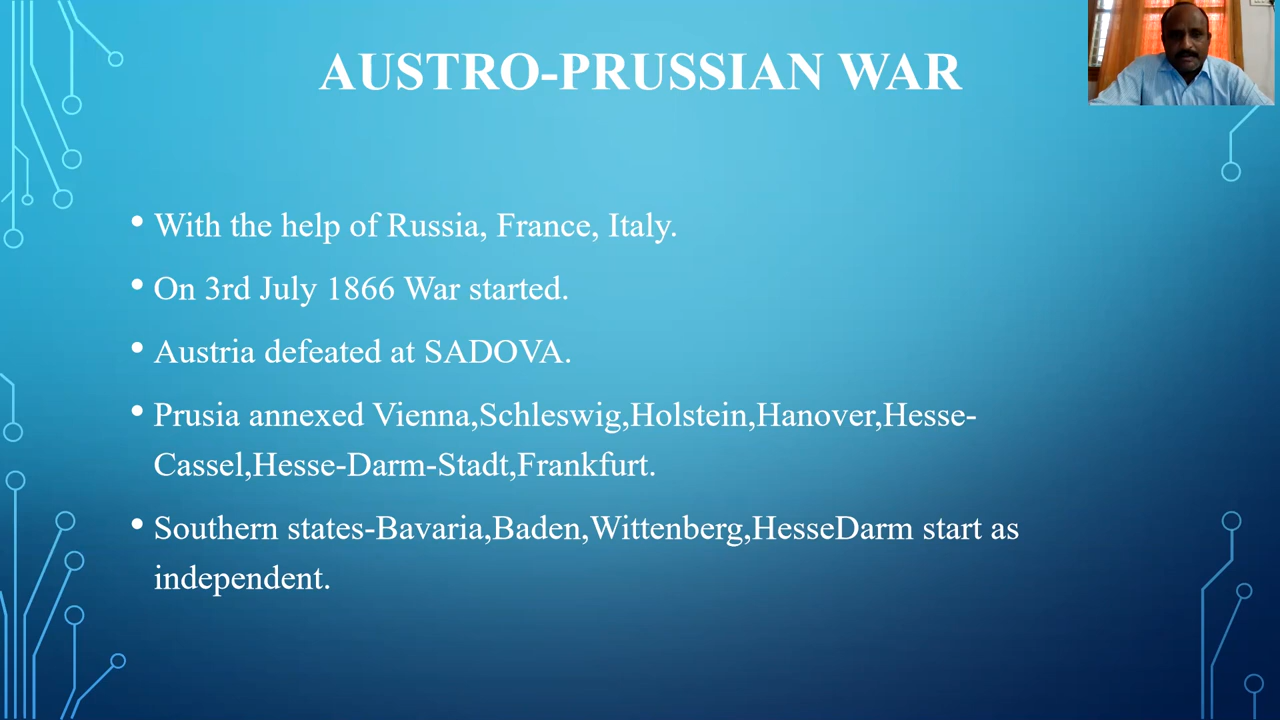 AUSTRO-PRUSSIAN WAR
• With the help of Russia, France, Italy.
• On 3rd July 1866 War started.
• Austria defeated at SADOVA.
• Prusia annexed Vienna,Schleswig,Holstein,Hanover,Hesse-
Cassel,Hesse-Darm-Stadt,Frankfurt.
• Southern states-Bavaria,Baden,Wittenberg,HesseDarm start as
independent.